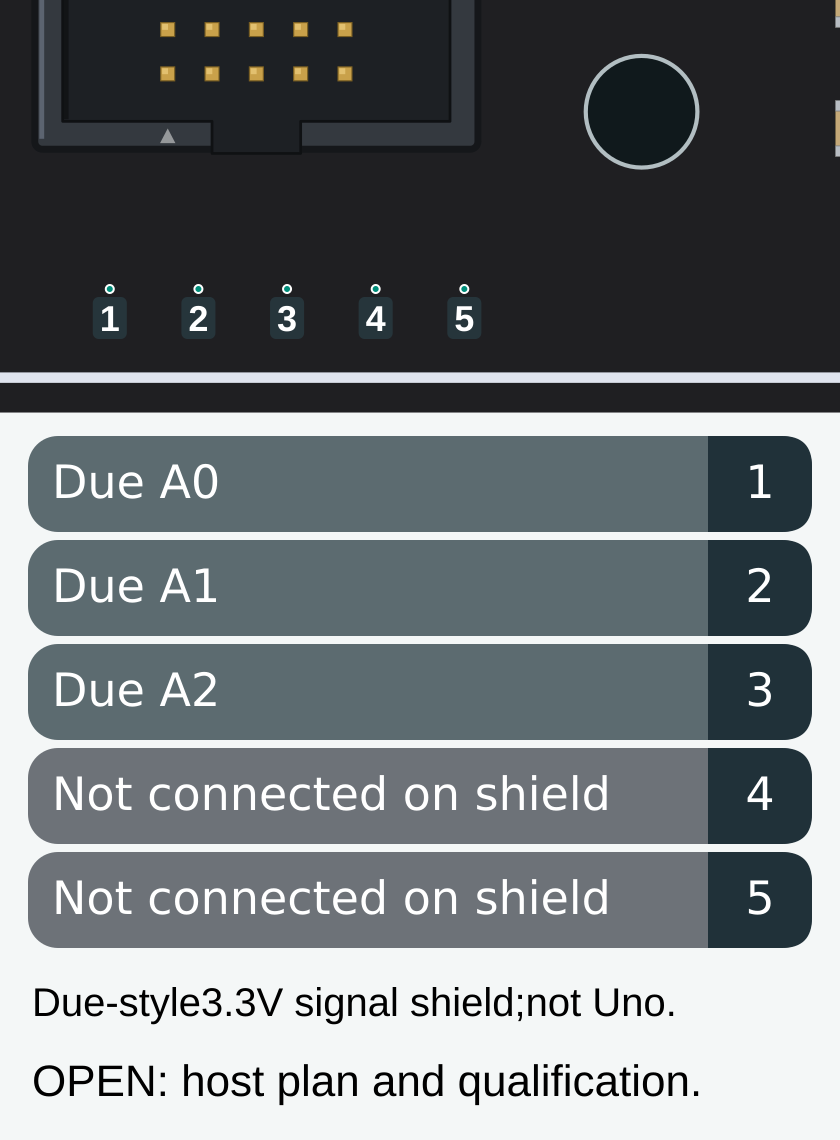 1 2 3 4 5
Due A0 1
Due A1 2
Due A2 3
Not connected on shield 4
Not connected on shield 5
Due-style3.3V signal shield;not Uno.
OPEN: host plan and qualification.